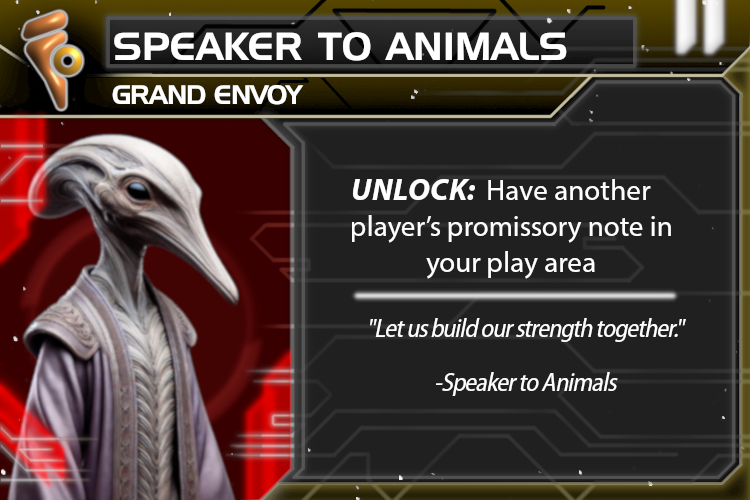 SPEAKER TO ANIMALS
GRAND ENVOY
UNLOCK: Have another
player’s promissory note in
your play area
"Let us build our strength together."
-Speaker to Animals